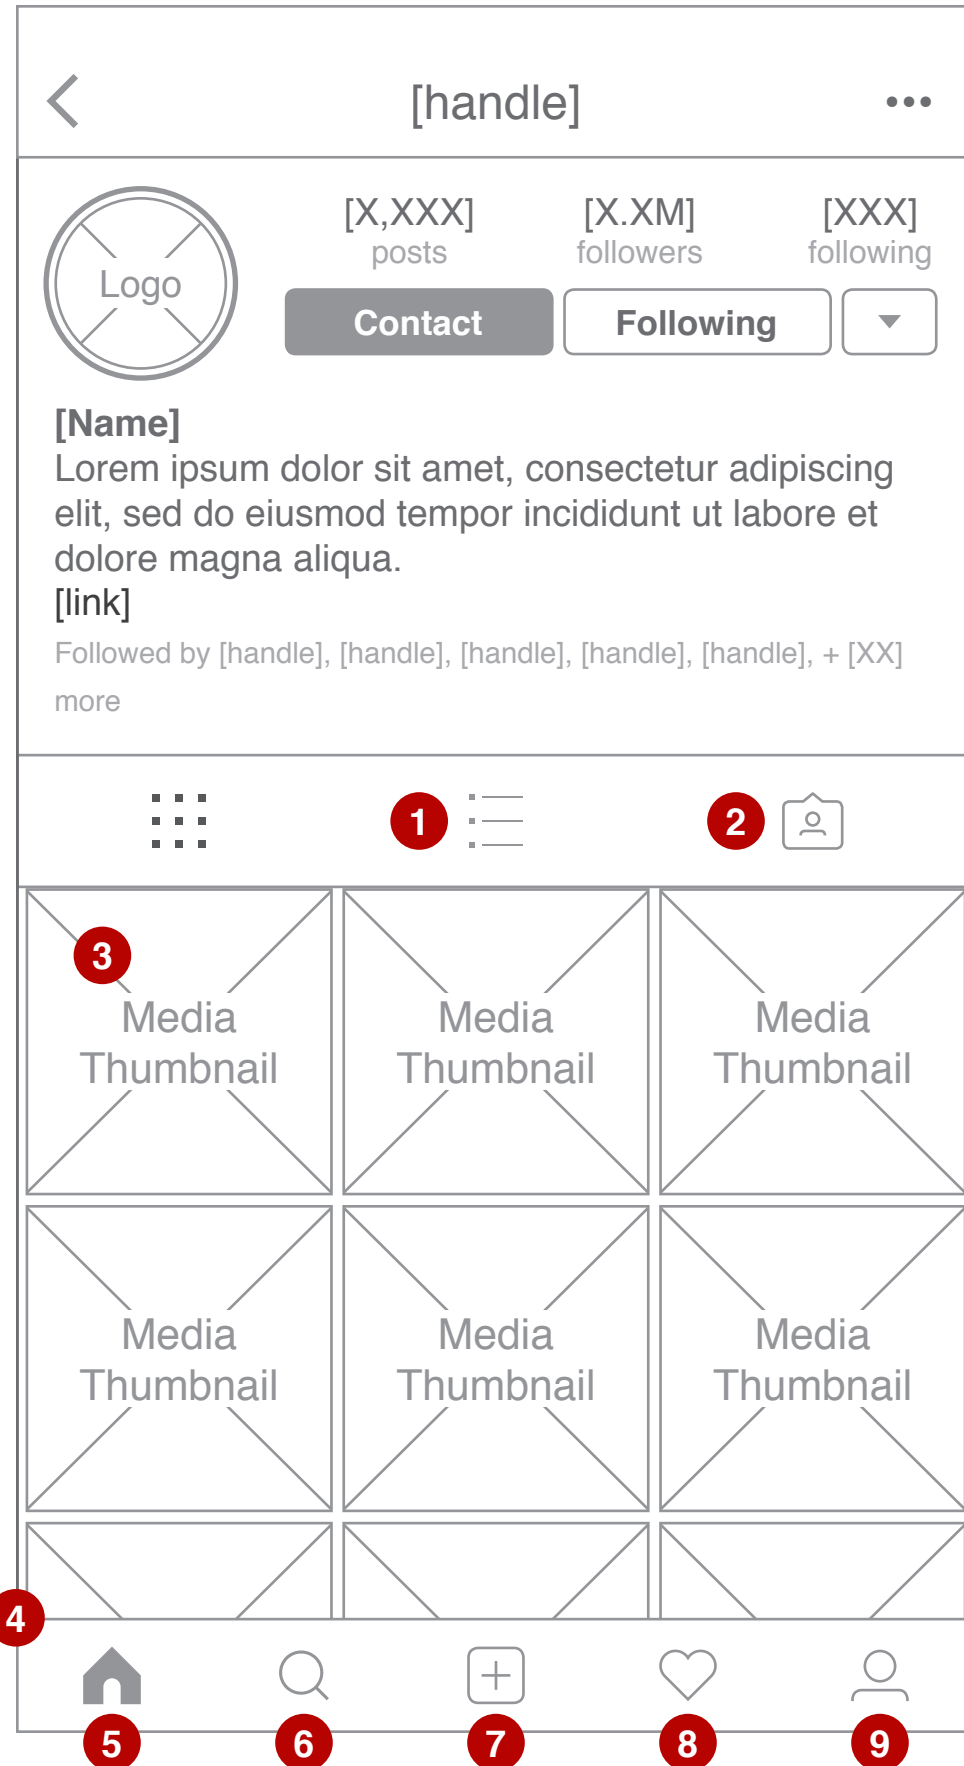 [handle]
[X,XXX] [X.XM] [XXX]
posts followers following
Logo
Contact Following
[Name]
Lorem ipsum dolor sit amet, consectetur adipiscing
elit, sed do eiusmod tempor incididunt ut labore et
dolore magna aliqua.
[link]
Followed by [handle], [handle], [handle], [handle], [handle], + [XX]
more
1 2
3
Media Media Media
Thumbnail Thumbnail Thumbnail
Media Media Media
Thumbnail Thumbnail Thumbnail
4
5 6 7 8 9